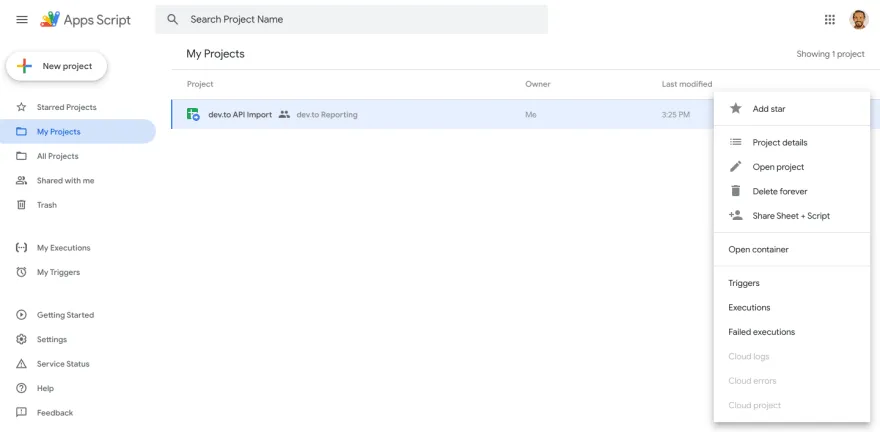 Apps Script
Search Project Name
New project
Starred Projects
My Projects
All Projects
Shared with me
Trash
My Executions
My Triggers
Getting Started
Settings
Service Status
Help
Feedback
My Projects
Showing 1 project
Project Owner Last modified
dev.to API Import dev.to Reporting Me 3:25 PM
Add star
Project details
Open project
Delete forever
Share Sheet + Script
Open container
Triggers
Executions
Failed executions
Cloud logs
Cloud errors
Cloud project